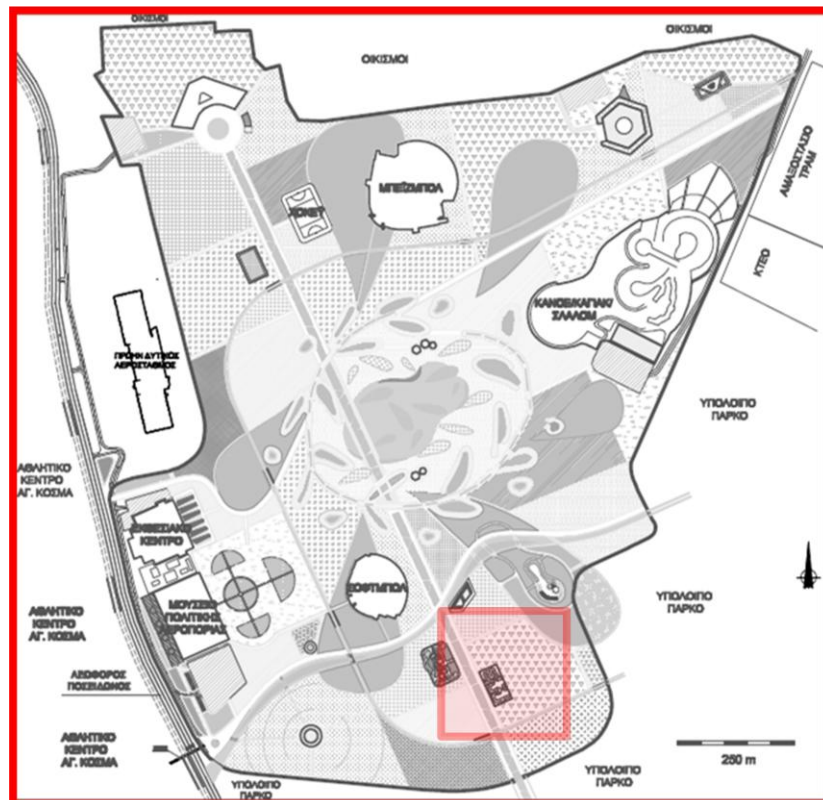 ΟΙΚΙΣΜΟΙ
ΟΙΚΙΣΜΟΙ
ΟΙΚΙΣΜΟΙ
ΑΜΑΞΟΣΤΑΣΙΟ
ΤΡΑΜ
ΚΤΕΟ
ΜΠΕΪΖΜΠΟΛ
ΧΟΚΕΪ
ΚΑΝΟΕ/ΚΑΓΙΑΚ/
ΣΛΑΛΟΜ
ΠΡΩΗΝ ΔΥΤΙΚΟΣ
ΑΕΡΟΣΤΑΘΜΟΣ
ΥΠΟΛΟΙΠΟ
ΠΑΡΚΟ
ΑΘΛΗΤΙΚΟ
ΚΕΝΤΡΟ
ΑΓ. ΚΟΣΜΑ
ΕΚΘΕΣΙΑΚΟ
ΚΕΝΤΡΟ
ΣΟΦΤΜΠΟΛ
ΜΟΥΣΕΙΟ
ΠΟΛΙΤΙΚΗΣ
ΑΕΡΟΠΟΡΙΑΣ
ΥΠΟΛΟΙΠΟ
ΠΑΡΚΟ
ΑΘΛΗΤΙΚΟ
ΚΕΝΤΡΟ
ΑΓ. ΚΟΣΜΑ
ΛΕΩΦΟΡΟΣ
ΠΟΣΕΙΔΩΝΟΣ
ΑΘΛΗΤΙΚΟ
ΚΕΝΤΡΟ
ΑΓ. ΚΟΣΜΑ
250 m
ΥΠΟΛΟΙΠΟ
ΠΑΡΚΟ
ΥΠΟΛΟΙΠΟ
ΠΑΡΚΟ